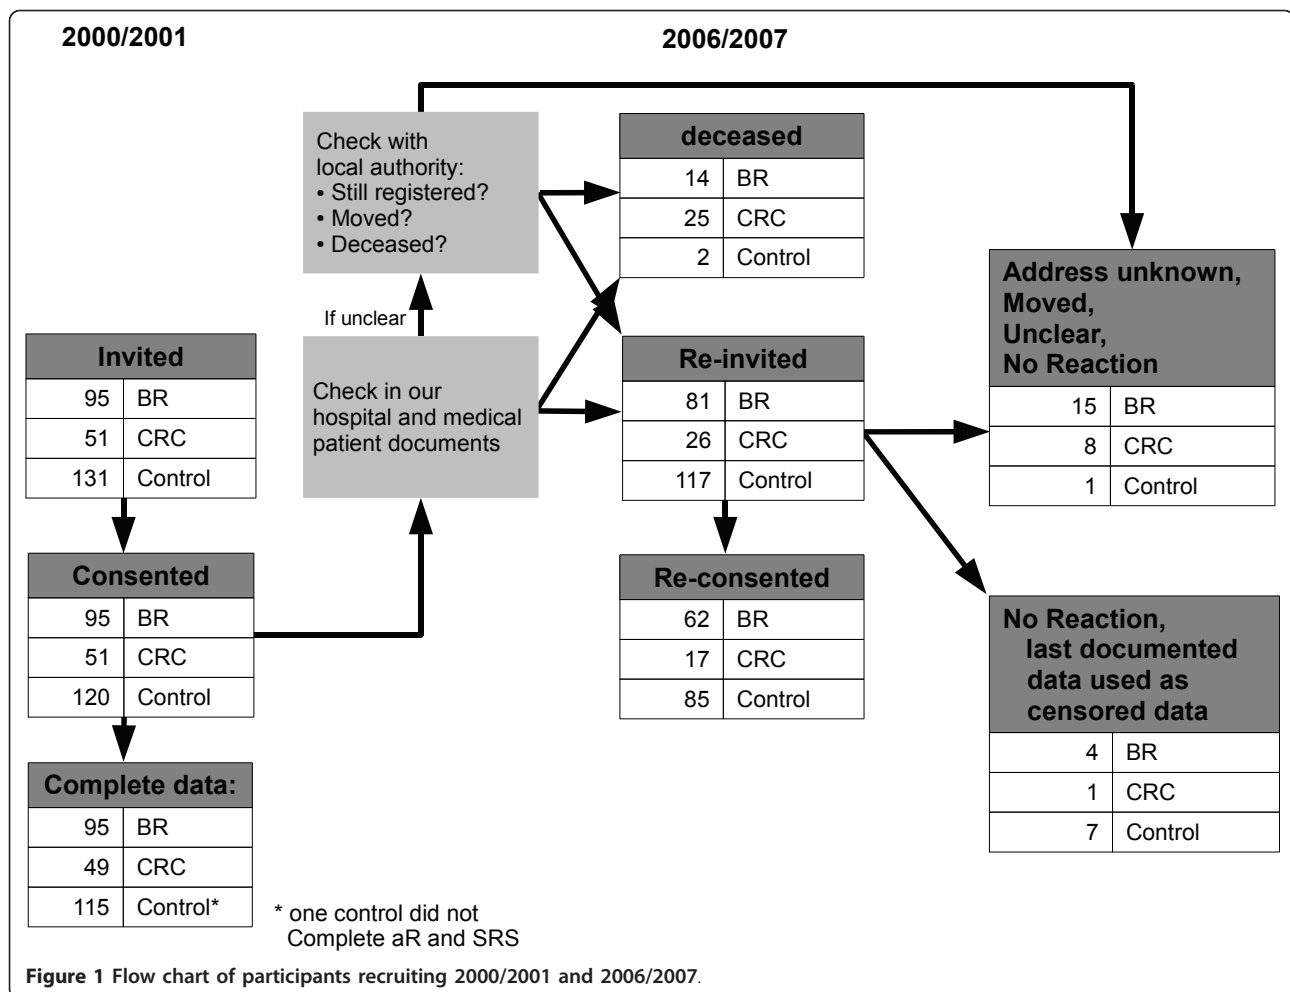 2000/2001
2006/2007
Check with
local authority:
• Still registered?
• Moved?
• Deceased?
If unclear
Check in our
hospital and medical
patient documents
Invited
95 BR
51 CRC
131 Control
Consented
95 BR
51 CRC
120 Control
Complete data:
95 BR
49 CRC
115 Control*
* one control did not
Complete aR and SRS
deceased
14 BR
25 CRC
2 Control
Re-invited
81 BR
26 CRC
117 Control
Re-consented
62 BR
17 CRC
85 Control
Address unknown,
Moved,
Unclear,
No Reaction
15 BR
8 CRC
1 Control
No Reaction,
last documented
data used as
censored data
4 BR
1 CRC
7 Control
Figure 1 Flow chart of participants recruiting 2000/2001 and 2006/2007.